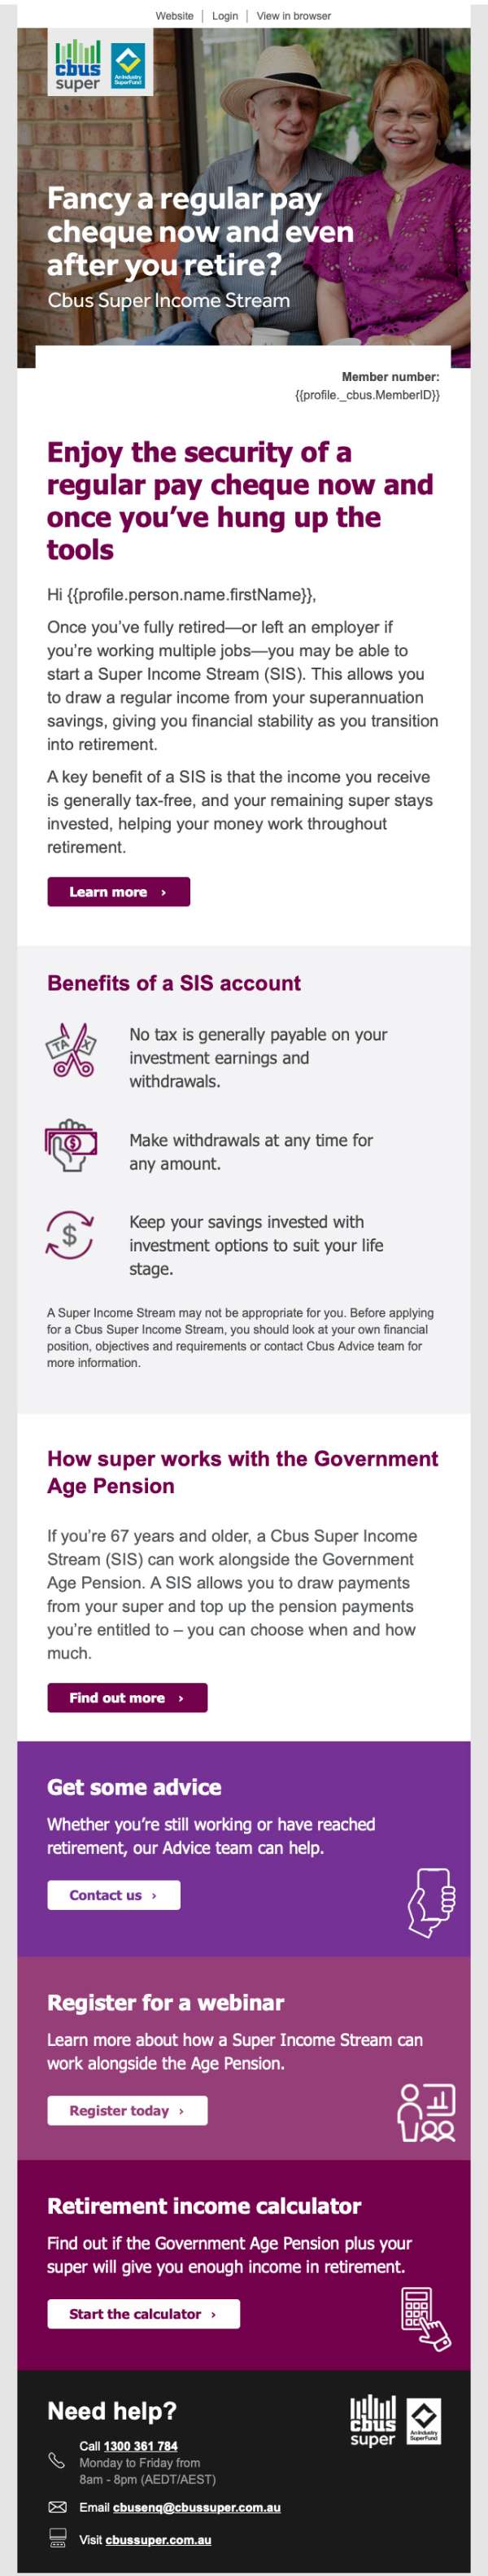 Website | Login | View in browser
cbus
super
An Industry
SuperFund
Fancy a regular pay
cheque now and even
after you retire?
Cbus Super Income Stream
Member number:
{{profile._cbus.MemberID}}
Enjoy the security of a
regular pay cheque now and
once you’ve hung up the
tools
Hi {{profile.person.name.firstName}},
Once you’ve fully retired—or left an employer if
you’re working multiple jobs—you may be able to
start a Super Income Stream (SIS). This allows you
to draw a regular income from your superannuation
savings, giving you financial stability as you transition
into retirement.
A key benefit of a SIS is that the income you receive
is generally tax-free, and your remaining super stays
invested, helping your money work throughout
retirement.
Learn more ›
Benefits of a SIS account
TAX
No tax is generally payable on your
investment earnings and
withdrawals.
$
Make withdrawals at any time for
any amount.
$
Keep your savings invested with
investment options to suit your life
stage.
A Super Income Stream may not be appropriate for you. Before applying
for a Cbus Super Income Stream, you should look at your own financial
position, objectives and requirements or contact Cbus Advice team for
more information.
How super works with the Government
Age Pension
If you’re 67 years and older, a Cbus Super Income
Stream (SIS) can work alongside the Government
Age Pension. A SIS allows you to draw payments
from your super and top up the pension payments
you’re entitled to – you can choose when and how
much.
Find out more ›
Get some advice
Whether you’re still working or have reached
retirement, our Advice team can help.
Contact us ›
Register for a webinar
Learn more about how a Super Income Stream can
work alongside the Age Pension.
Register today ›
Retirement income calculator
Find out if the Government Age Pension plus your
super will give you enough income in retirement.
Start the calculator ›
Need help?
cbus
super
An Industry
SuperFund
Call 1300 361 784
Monday to Friday from
8am - 8pm (AEDT/AEST)
Email cbusenq@cbussuper.com.au
Visit cbussuper.com.au